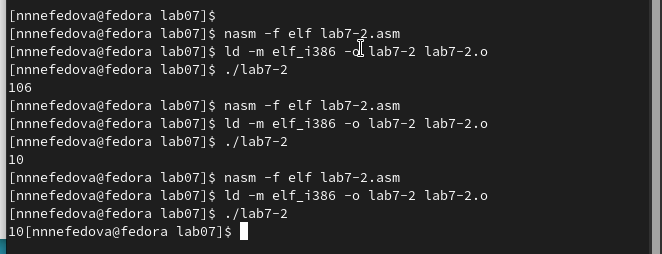 [nnnefedova@fedora lab07]$
[nnnefedova@fedora lab07]$ nasm -f elf lab7-2.asm
[nnnefedova@fedora lab07]$ ld -m elf_i386 -o lab7-2 lab7-2.o
[nnnefedova@fedora lab07]$ ./lab7-2
106
[nnnefedova@fedora lab07]$ nasm -f elf lab7-2.asm
[nnnefedova@fedora lab07]$ ld -m elf_i386 -o lab7-2 lab7-2.o
[nnnefedova@fedora lab07]$ ./lab7-2
10
[nnnefedova@fedora lab07]$ nasm -f elf lab7-2.asm
[nnnefedova@fedora lab07]$ ld -m elf_i386 -o lab7-2 lab7-2.o
[nnnefedova@fedora lab07]$ ./lab7-2
10[nnnefedova@fedora lab07]$